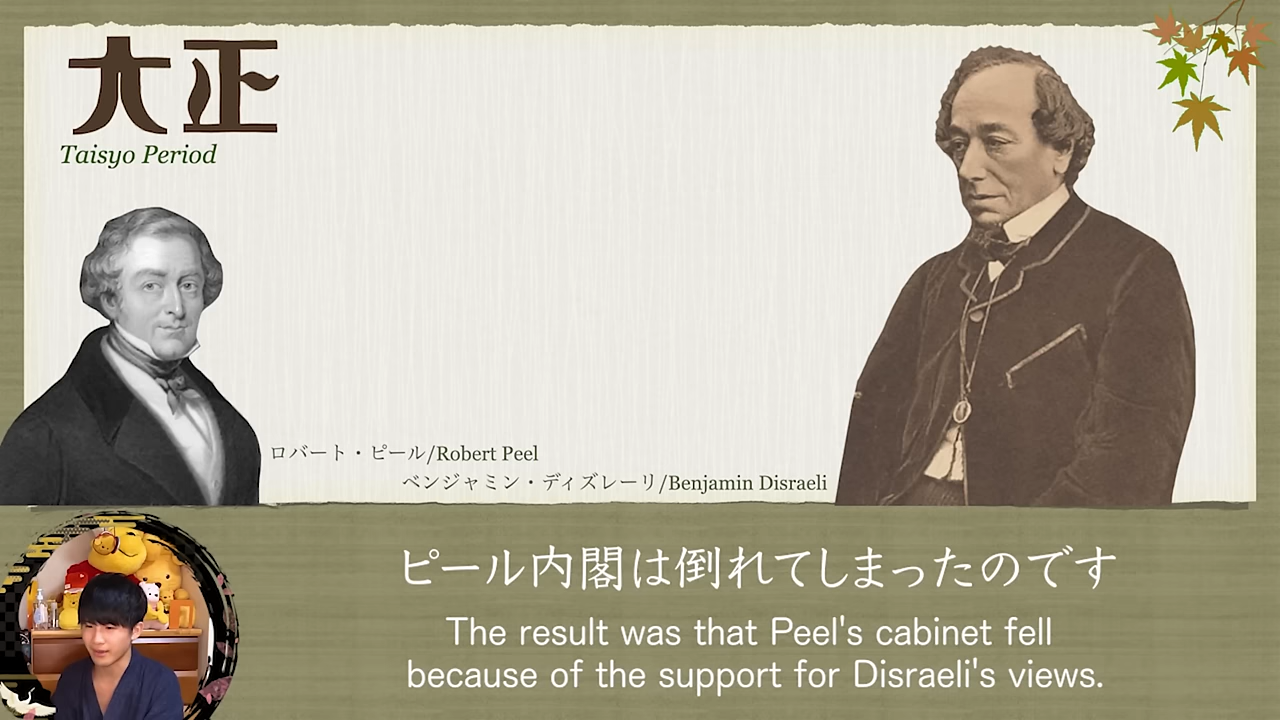 大正
Taisyo Period
ロバート・ピール/Robert Peel
ベンジャミン・ディズレーリ/Benjamin Disraeli
ピール内閣は倒れてしまったのです
The result was that Peel's cabinet fell
because of the support for Disraeli's views.